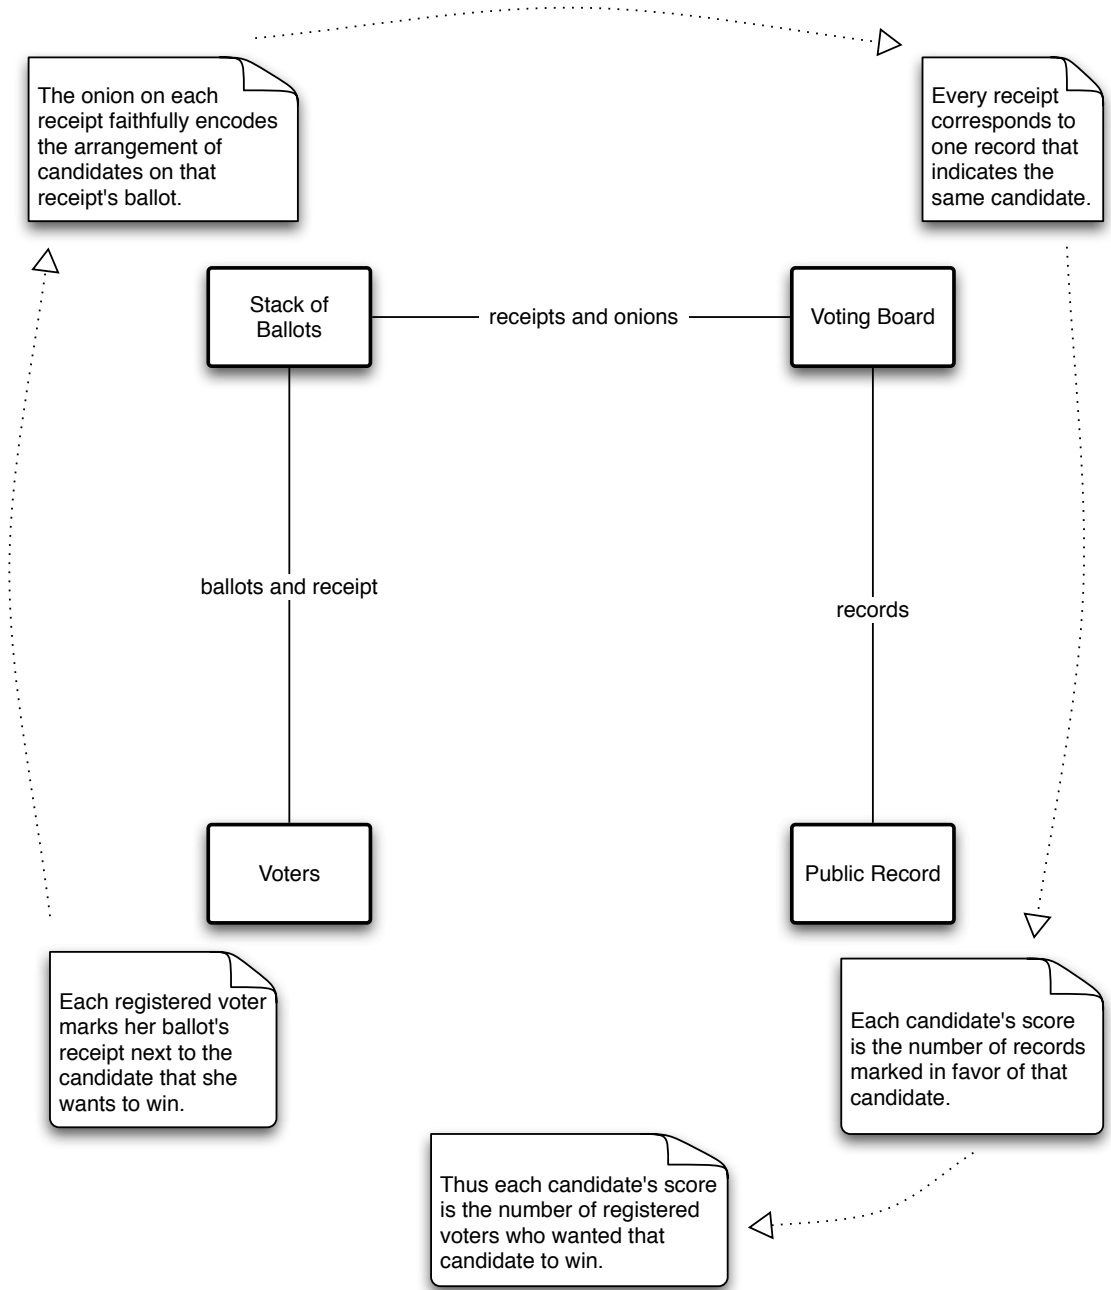 The onion on each
receipt faithfully encodes
the arrangement of
candidates on that
receipt's ballot.
Every receipt
corresponds to
one record that
indicates the
same candidate.
Stack of
Ballots
receipts and onions
Voting Board
ballots and receipt
records
Voters
Public Record
Each registered voter
marks her ballot's
receipt next to the
candidate that she
wants to win.
Each candidate's score
is the number of records
marked in favor of that
candidate.
Thus each candidate's score
is the number of registered
voters who wanted that
candidate to win.